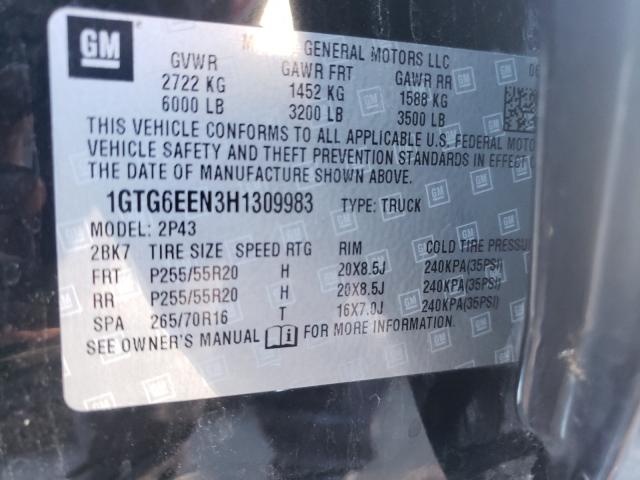 GM
GENERAL MOTORS LLC
GVWR GAWR FRT GAWR RR
2722 KG 1452 KG 1588 KG
6000 LB 3200 LB 3500 LB
THIS VEHICLE CONFORMS TO ALL APPLICABLE U.S. FEDERAL
VEHICLE SAFETY AND THEFT PREVENTION STANDARDS IN EFFECT
THE DATE OF MANUFACTURE SHOWN ABOVE.
1GTG6EEN3H1309983 TYPE: TRUCK
MODEL: 2P43
2BK7 TIRE SIZE SPEED RTG RIM COLD TIRE
FRT P255/55R20 H 20X8.5J 240KPA(35PSI)
RR P255/55R20 H 20X8.5J 240KPA(35PSI)
SPA 265/70R16 T 16X7.0J 240KPA(35PSI)
SEE OWNER'S MANUAL FOR MORE INFORMATION.